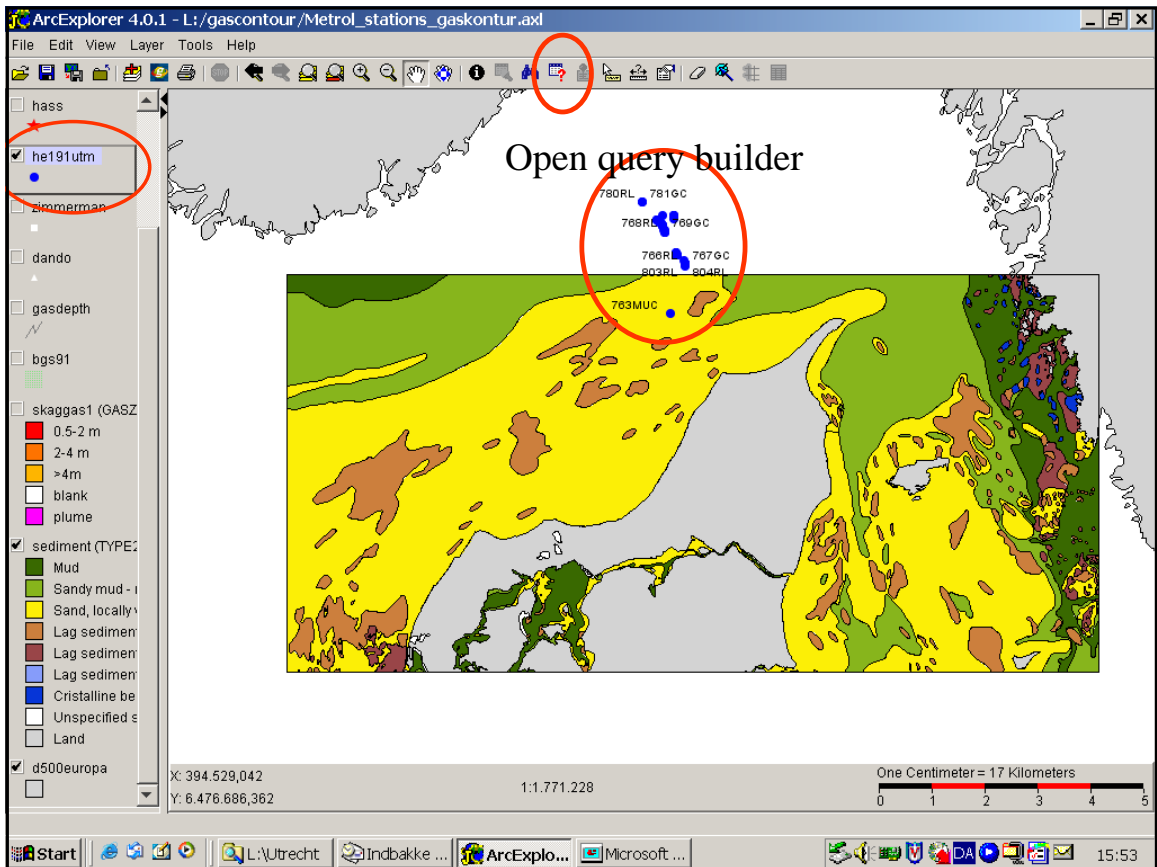 ArcExplorer 4.0.1 - L:/gascontour/Metrol_stations_gaskontur.axl
File Edit View Layer Tools Help
hass
he191utm
zimmerman
dando
gasdepth
bgs91
skaggas1 (GASZ
0.5-2 m
2-4 m
>4m
blank
plume
sediment (TYPE2
Mud
Sandy mud -
Sand, locally
Lag sediment
Lag sediment
Lag sediment
Cristalline be
Unspecified s
Land
d500europa
Open query builder
780RL 781GC
768RL 769GC
766RL 767GC
803RL 804RL
763MUC
X: 394.529,042
Y: 6.476.686,362
1:1.771.228
One Centimeter = 17 Kilometers
0 1 2 3 4 5
Start L:\Utrecht Indbakke ... ArcExplo... Microsoft ... DA 15:53